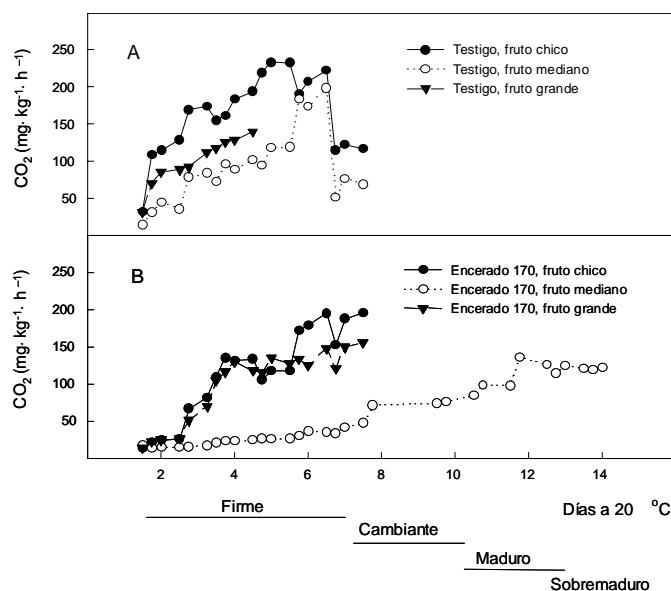 A
Testigo, fruto chico
Testigo, fruto mediano
Testigo, fruto grande
CO₂ (mg· kg⁻¹· h⁻¹)
250
200
150
100
50
B
Encerado 170, fruto chico
Encerado 170, fruto mediano
Encerado 170, fruto grande
CO₂ (mg· kg⁻¹· h⁻¹)
250
200
150
100
50
2 4 6 8 10 12 14
Firme
Días a 20 °C
Cambiante
Maduro
Sobremaduro